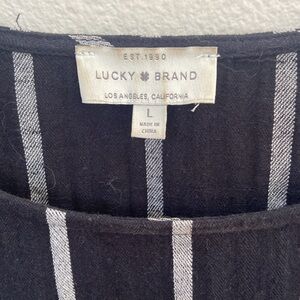 EST.1990
LUCKY BRAND
LOS ANGELES, CALIFORNIA
L
MADE IN
CHINA